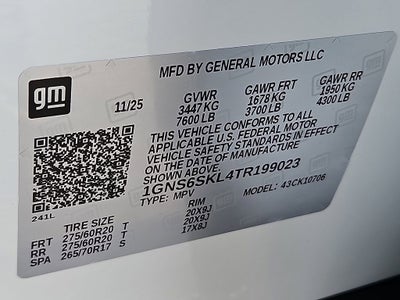 gm
MFD BY GENERAL MOTORS LLC
11/25 GVWR GAWR FRT GAWR RR
3447 KG 1678 KG 1950 KG
7600 LB 3700 LB 4300 LB
THIS VEHICLE CONFORMS TO ALL
APPLICABLE U.S. FEDERAL MOTOR
VEHICLE SAFETY STANDARDS IN EFFECT
ON THE DATE OF MANUFACTURE
SHOWN ABOVE.
1GNS6SKL4TR199023
TYPE: MPV MODEL: 43CK10706
241L
TIRE SIZE RIM
FRT 275/60R20 T 20X9J
RR 275/60R20 T 20X9J
SPA 265/70R17 S 17X8J